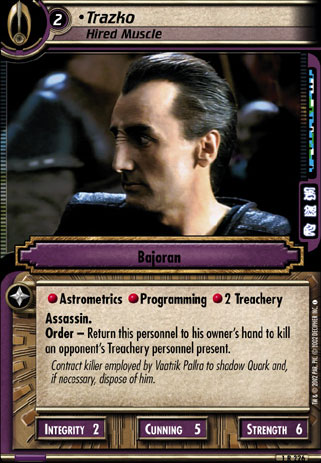 2
•Trazko
Hired Muscle
Bajoran
Astrometrics Programming 2 Treachery
Assassin.
Order – Return this personnel to his owner's hand to kill
an opponent's Treachery personnel present.
Contract killer employed by Vaatrik Pallra to shadow Quark and,
if necessary, dispose of him.
INTEGRITY 2 CUNNING 5 STRENGTH 6